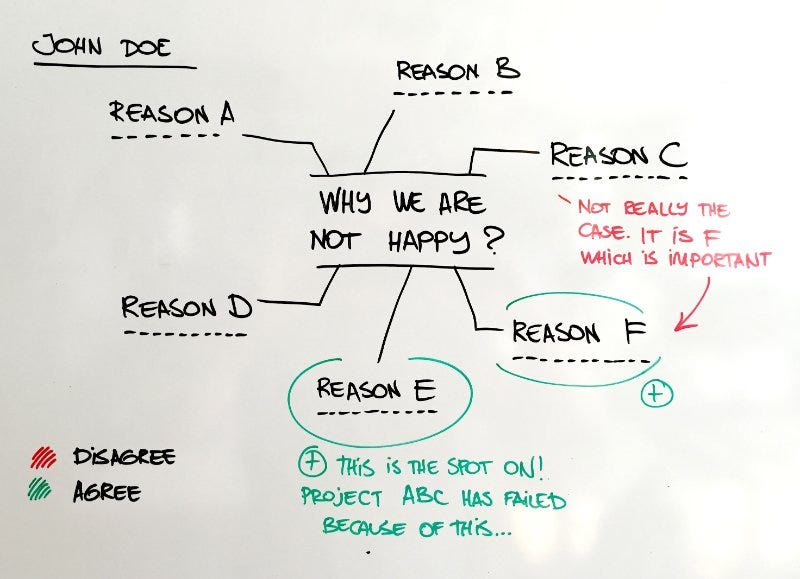 JOHN DOE
REASON B
REASON A
REASON C
WHY WE ARE
NOT HAPPY?
NOT REALLY THE
CASE. IT IS F
WHICH IS IMPORTANT
REASON D
REASON F
+
REASON E
+ THIS IS THE SPOT ON!
PROJECT ABC HAS FAILED
BECAUSE OF THIS...
DISAGREE
AGREE